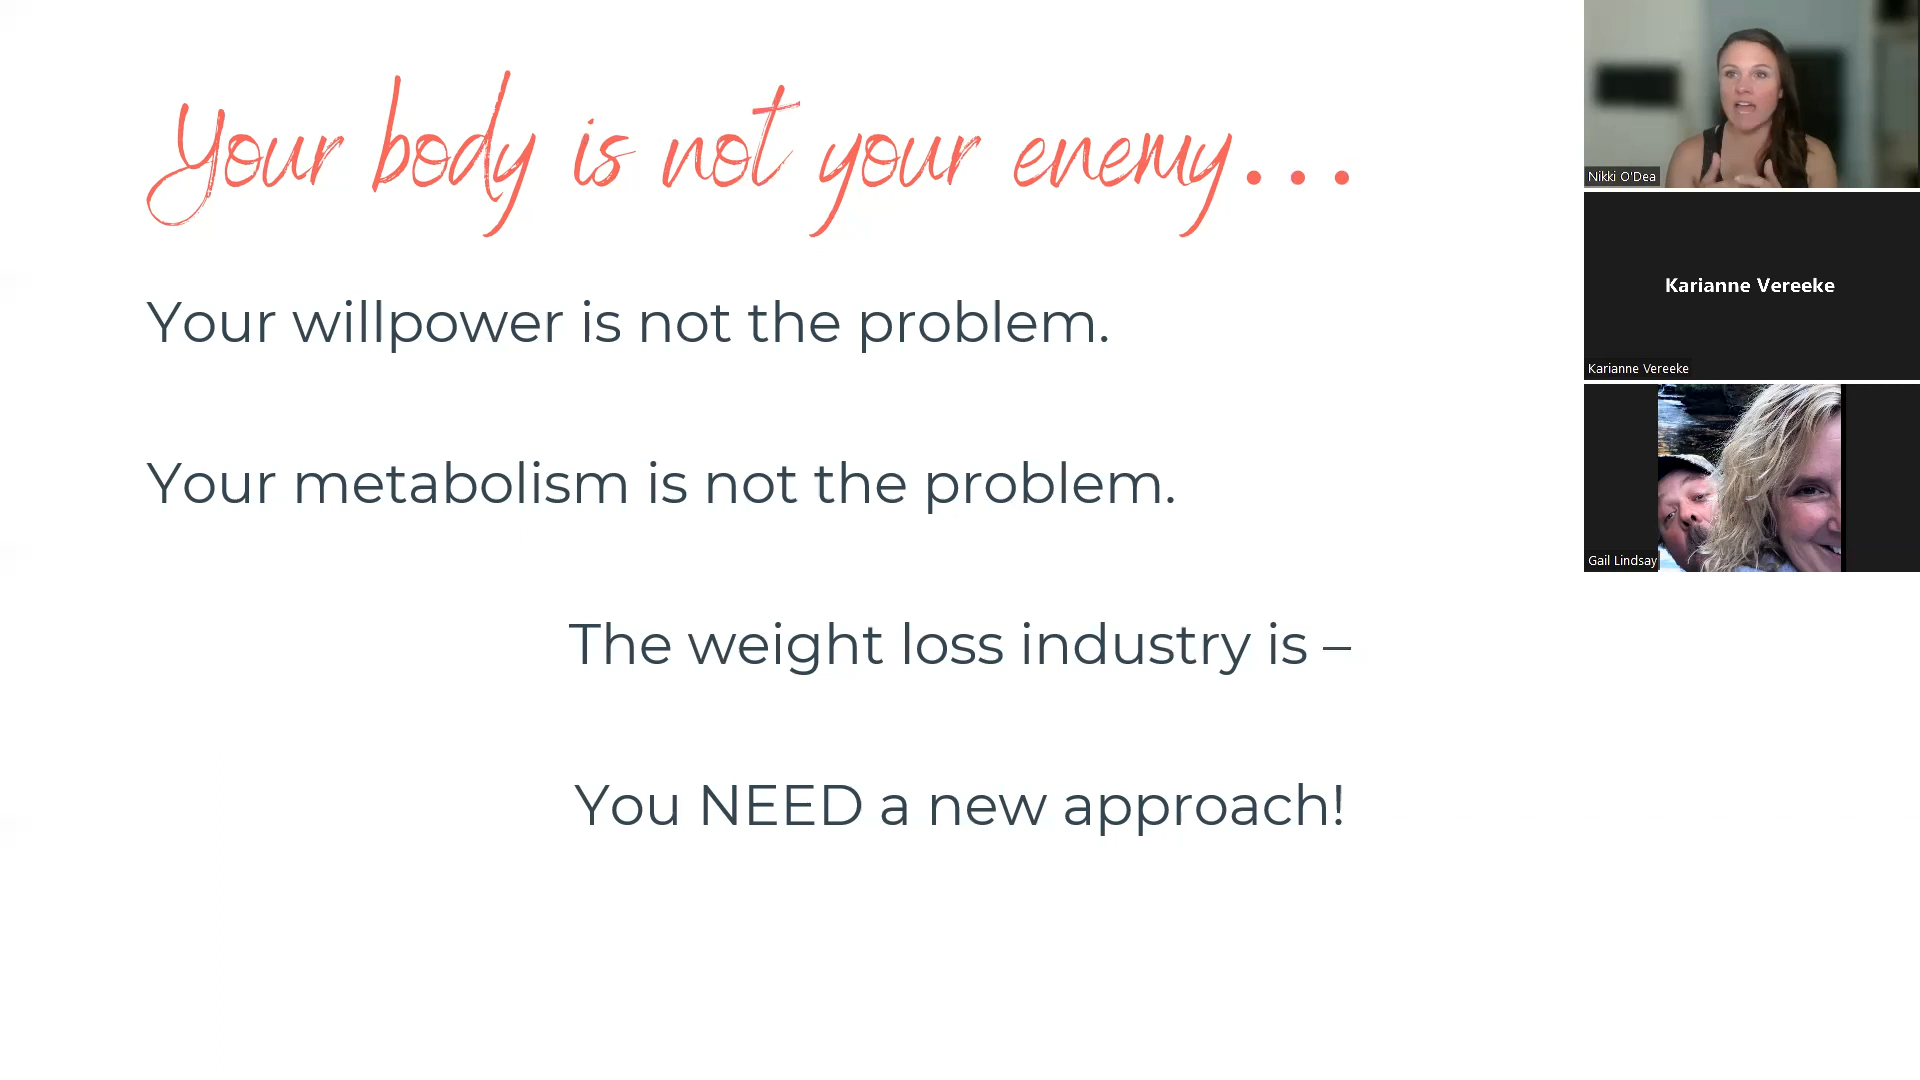 Your body is not your enemy...
Your willpower is not the problem.
Your metabolism is not the problem.
The weight loss industry is –
You NEED a new approach!
Nikki O'Dea
Karianne Vereeke
Karianne Vereeke
Gail Lindsay